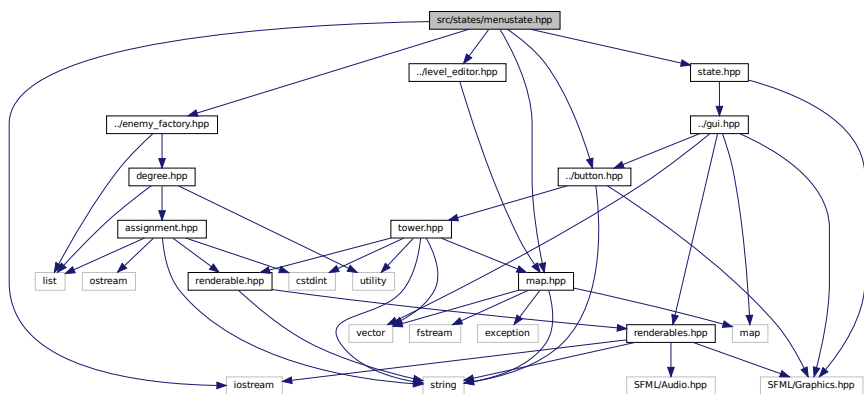 src/states/menustate.hpp
../level_editor.hpp
state.hpp
../enemy_factory.hpp
../gui.hpp
degree.hpp
../button.hpp
assignment.hpp
tower.hpp
list
ostream
renderable.hpp
cstdint
utility
map.hpp
vector
fstream
exception
renderables.hpp
map
iostream
string
SFML/Audio.hpp
SFML/Graphics.hpp